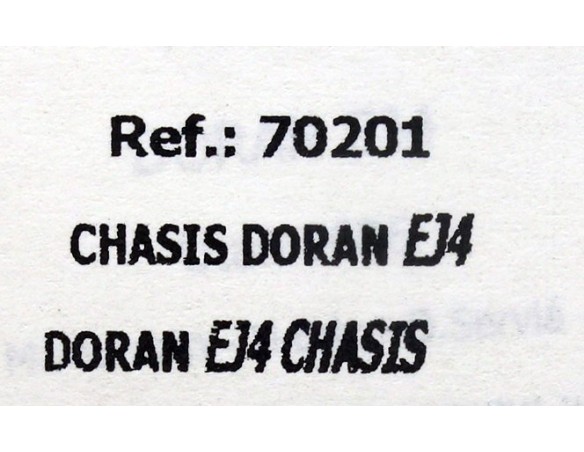 Ref.: 70201
CHASIS DORAN EJ4
DORAN EJ4 CHASIS